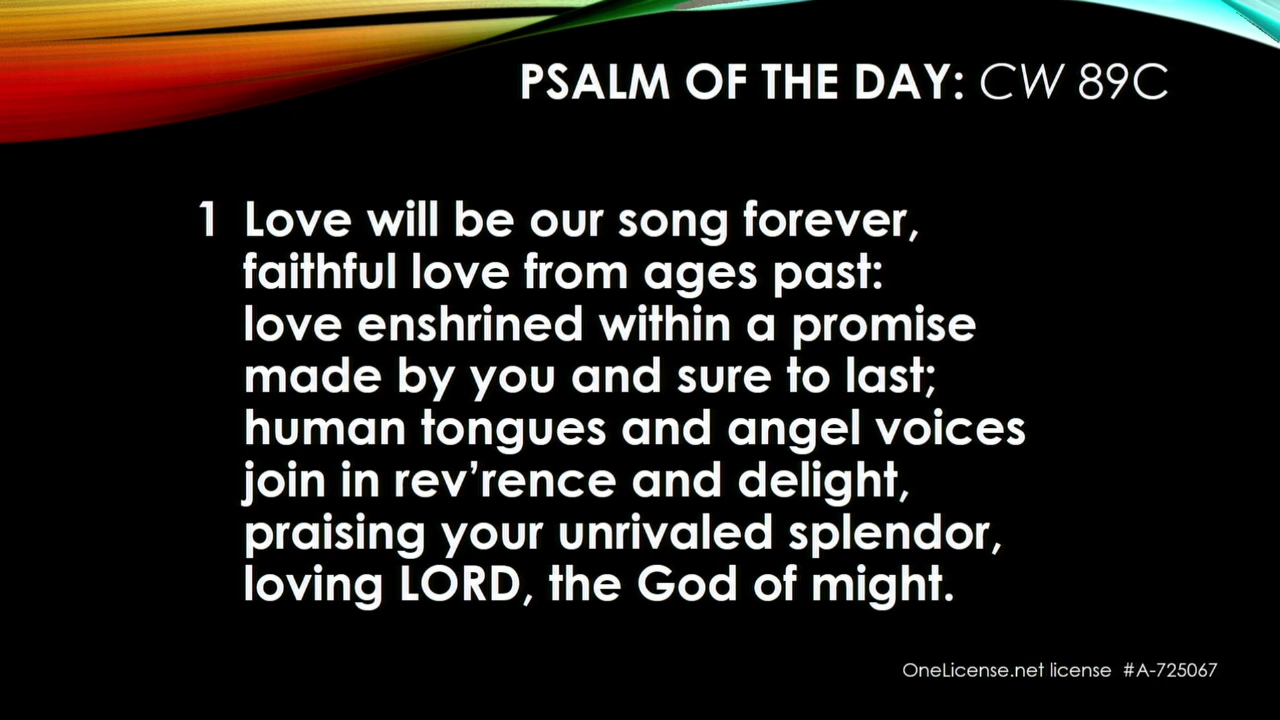 PSALM OF THE DAY: CW 89C
1 Love will be our song forever,
faithful love from ages past:
love enshrined within a promise
made by you and sure to last;
human tongues and angel voices
join in rev’rence and delight,
praising your unrivaled splendor,
loving LORD, the God of might.
OneLicense.net license #A-725067